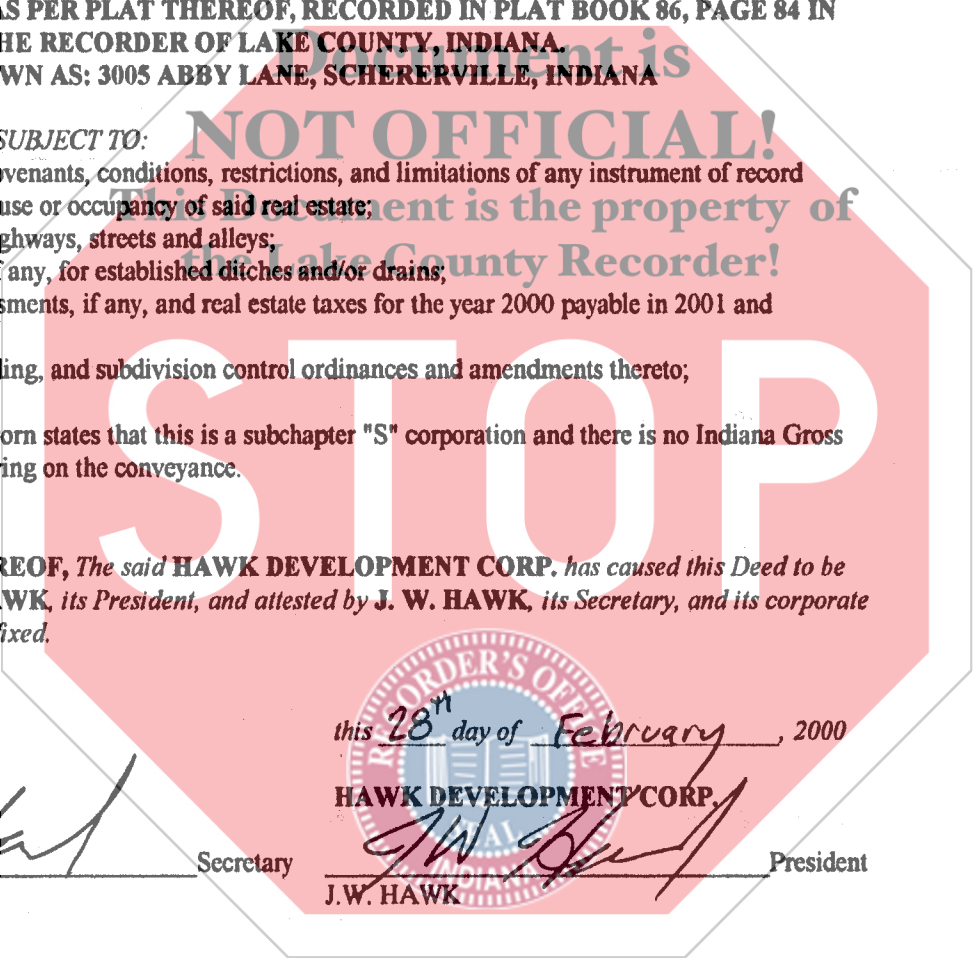 AS PER PLAT THEREOF, RECORDED IN PLAT BOOK 86, PAGE 84 IN
HE RECORDER OF LAKE COUNTY, INDIANA.
WN AS: 3005 ABBY LANE, SCHERERVILLE, INDIANA
Document is
NOT OFFICIAL!
This Document is the property of
the Lake County Recorder!
SUBJECT TO:
ovenants, conditions, restrictions, and limitations of any instrument of record
use or occupancy of said real estate;
ghways, streets and alleys;
f any, for established ditches and/or drains;
sments, if any, and real estate taxes for the year 2000 payable in 2001 and
ling, and subdivision control ordinances and amendments thereto;
orn states that this is a subchapter "S" corporation and there is no Indiana Gross
ring on the conveyance.
STOP
REOF, The said HAWK DEVELOPMENT CORP. has caused this Deed to be
WK, its President, and attested by J. W. HAWK, its Secretary, and its corporate
fixed.
RECORDER'S OFFICE
SEAL
INDIANA
this 28th day of February, 2000
HAWK DEVELOPMENT CORP.
Secretary
JW Hawk
President
J.W. HAWK